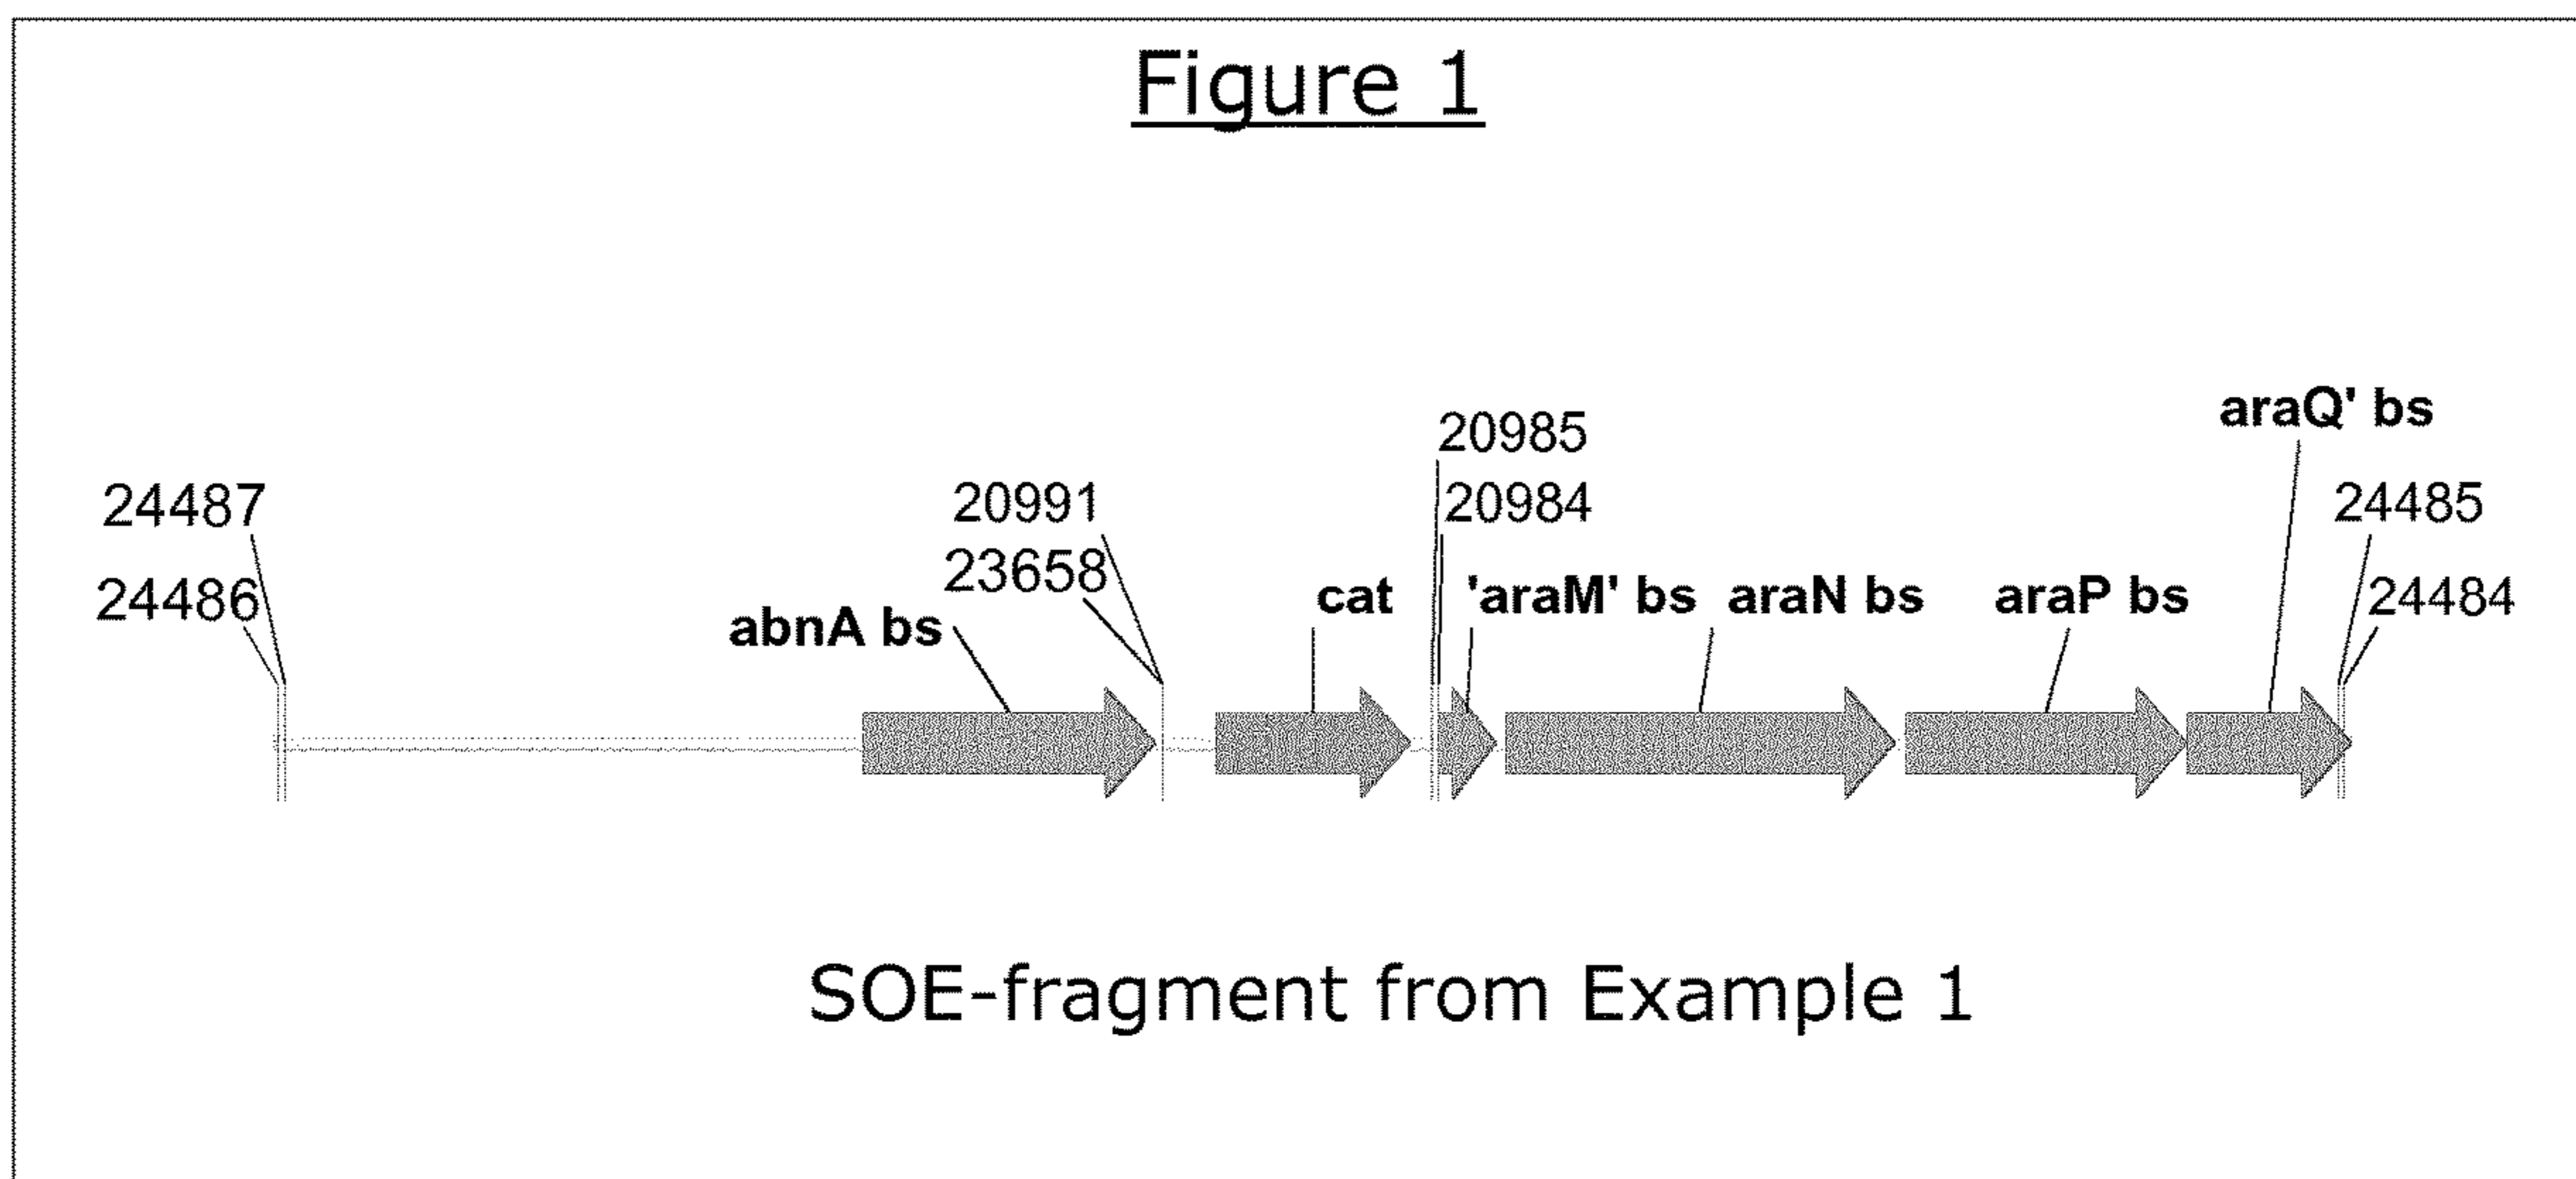 Figure 1
araQ' bs
20985
24487 20991 20984 24485
24486 abnA bs 23658 cat 'araM' bs araN bs araP bs 24484
SOE-fragment from Example 1